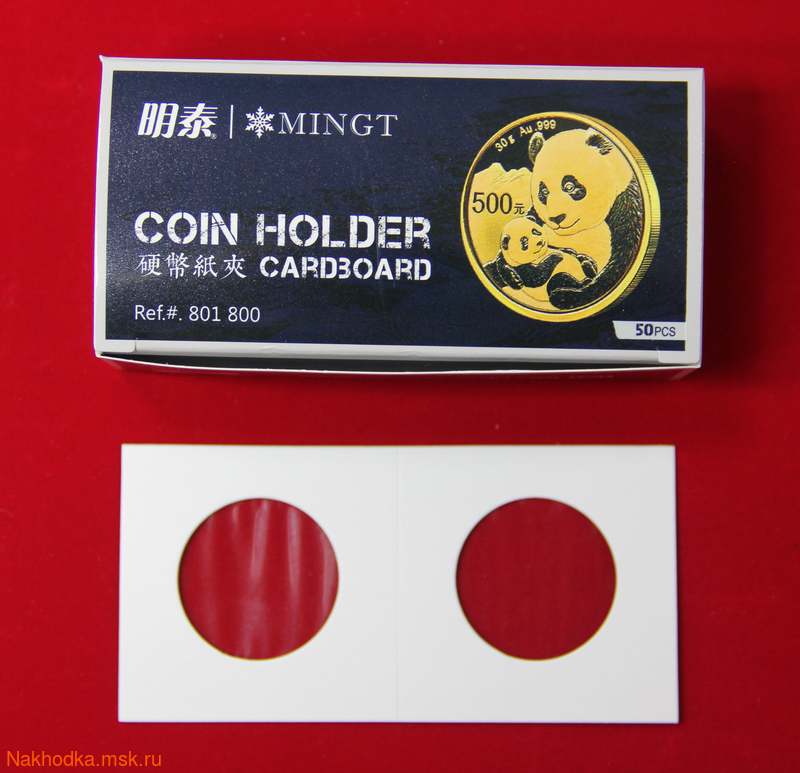 明泰® | MINGT
30g Au.999
500元
COIN HOLDER
硬幣紙夾 CARDBOARD
Ref.#. 801 800
50PCS
Nakhodka.msk.ru